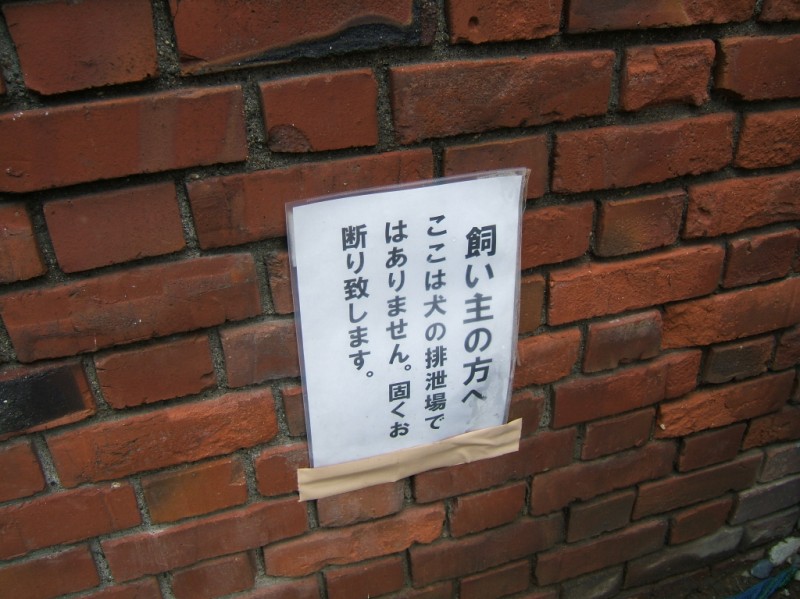 飼い主の方へ
ここは犬の排泄場で
はありません。固くお
断り致します。